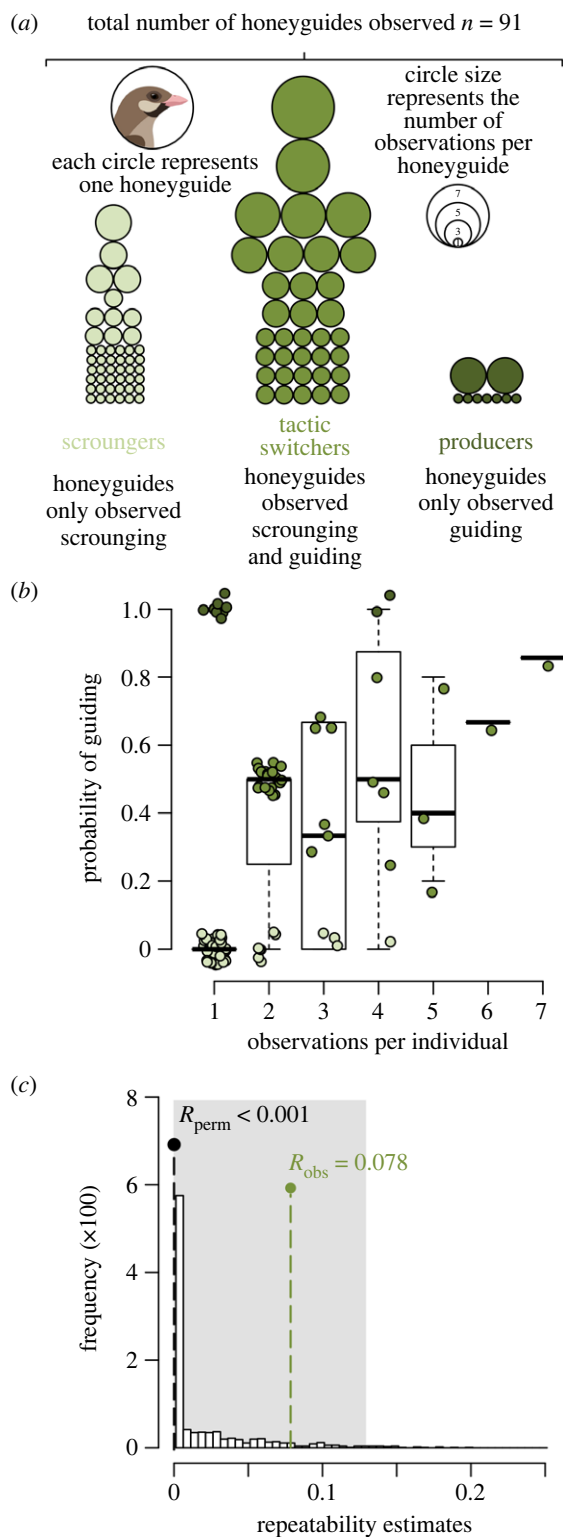 (a) total number of honeyguides observed n = 91
each circle represents
one honeyguide
circle size
represents the
number of
observations per
honeyguide
7
5
3
scroungers
honeyguides
only observed
scrounging
tactic
switchers
honeyguides
observed
scrounging
and guiding
producers
honeyguides
only observed
guiding
(b)
probability of guiding
1.0
0.8
0.6
0.4
0.2
0
1 2 3 4 5 6 7
observations per individual
(c)
frequency (×100)
8
6
4
2
0
Rperm < 0.001
Robs = 0.078
0 0.1 0.2
repeatability estimates